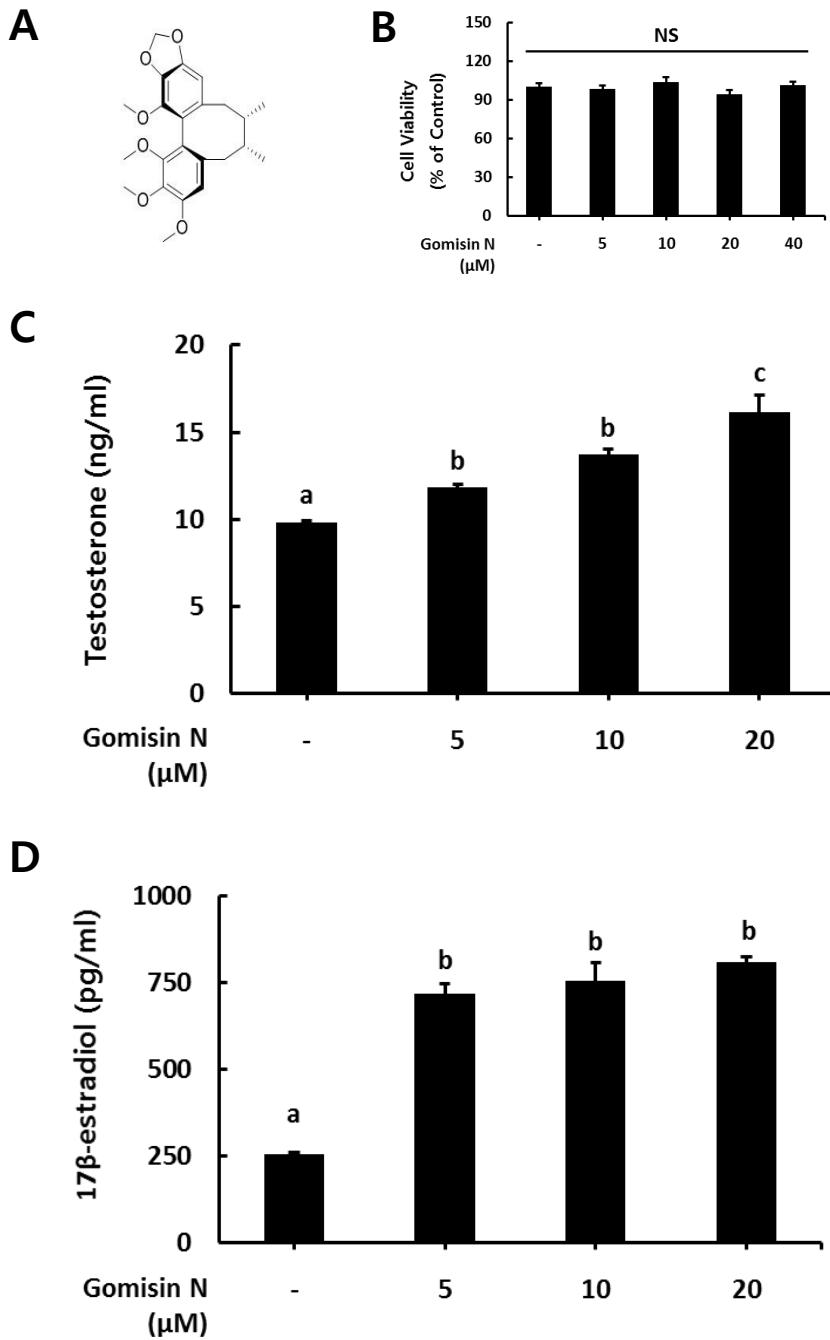 A
O
O
O
O
O
O
B
Cell Viability
(% of Control)
150
120
90
60
30
0
NS
Gomisin N
(μM)
- 5 10 20 40
C
Testosterone (ng/ml)
20
15
10
5
0
a
b
b
c
Gomisin N
(μM)
- 5 10 20
D
17β-estradiol (pg/ml)
1000
750
500
250
0
a
b
b
b
Gomisin N
(μM)
- 5 10 20